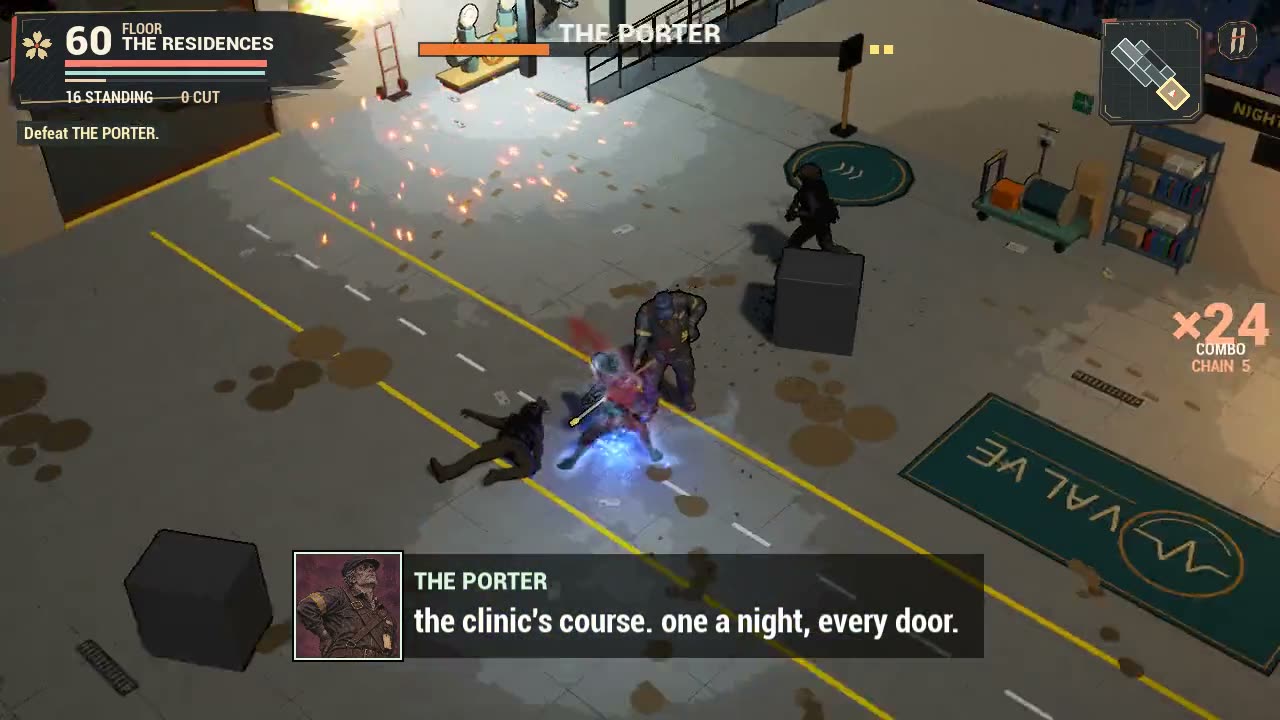 60 FLOOR
THE RESIDENCES
16 STANDING 0 CUT
Defeat THE PORTER.
THE PORTER
NIGHT
×24
COMBO
CHAIN 5
VALVE
THE PORTER
the clinic's course. one a night, every door.